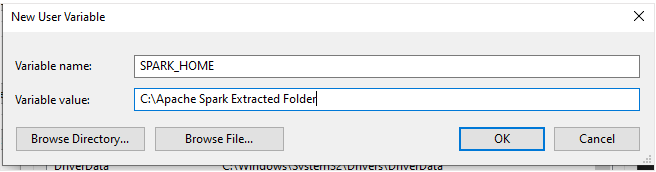 New User Variable
Variable name: SPARK_HOME
Variable value: C:\Apache Spark Extracted Folder
Browse Directory... Browse File... OK Cancel
DriverData C:\Windows\System32\Drivers\DriverData